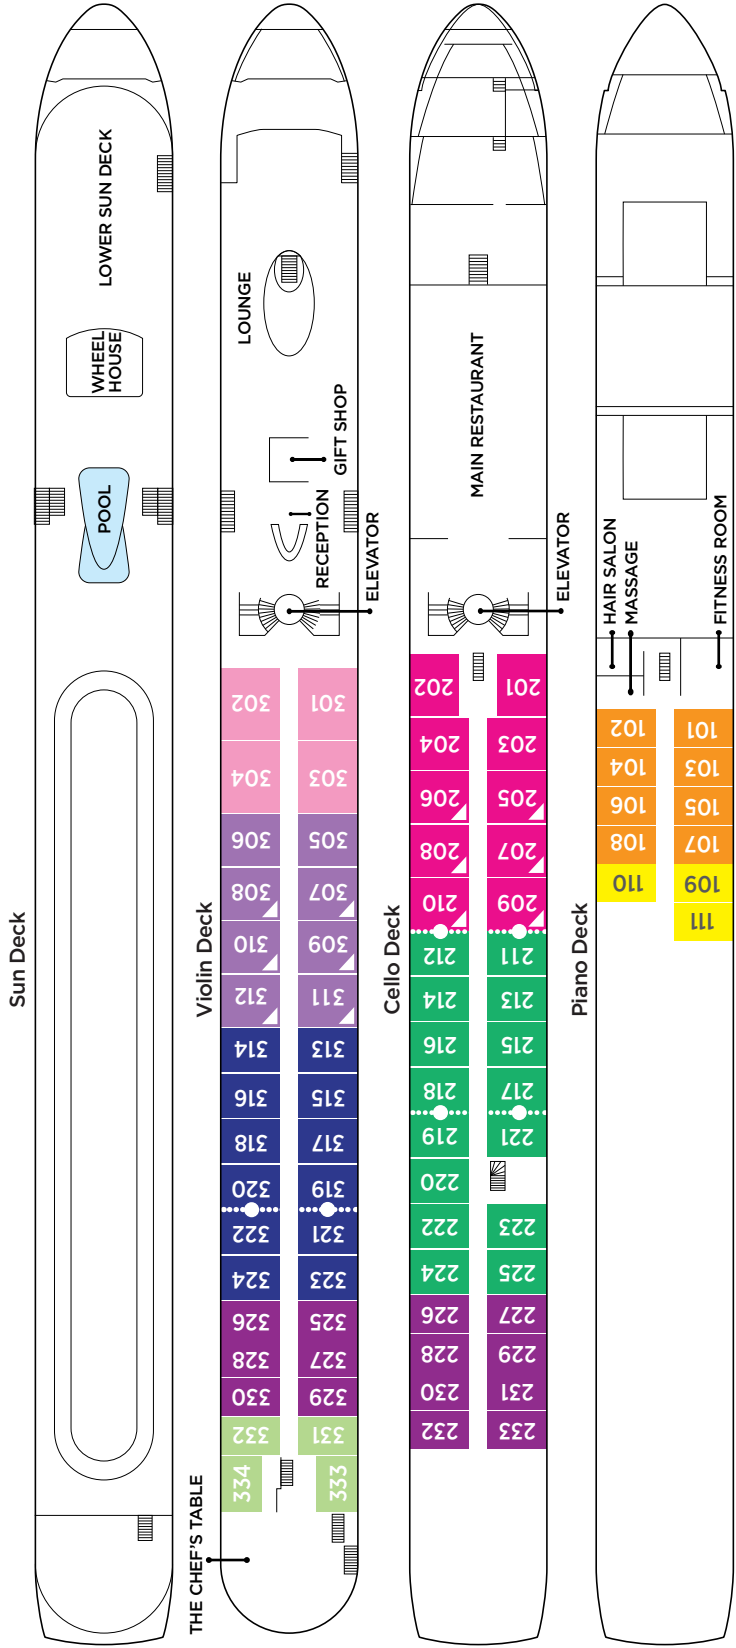 Sun Deck
LOWER SUN DECK
WHEEL
HOUSE
POOL
Violin Deck
LOUNGE
GIFT SHOP
RECEPTION
ELEVATOR
302 301
304 303
306 305
308 307
310 309
312 311
314 313
316 315
318 317
320 319
322 321
324 323
326 325
328 327
330 329
332 331
334 333
THE CHEF'S TABLE
Cello Deck
MAIN RESTAURANT
ELEVATOR
202 201
204 203
206 205
208 207
210 209
212 211
214 213
216 215
218 217
219 221
220
222 223
224 225
226 227
228 229
230 231
232 233
Piano Deck
HAIR SALON
MASSAGE
FITNESS ROOM
102 101
104 103
106 105
108 107
110 109
111